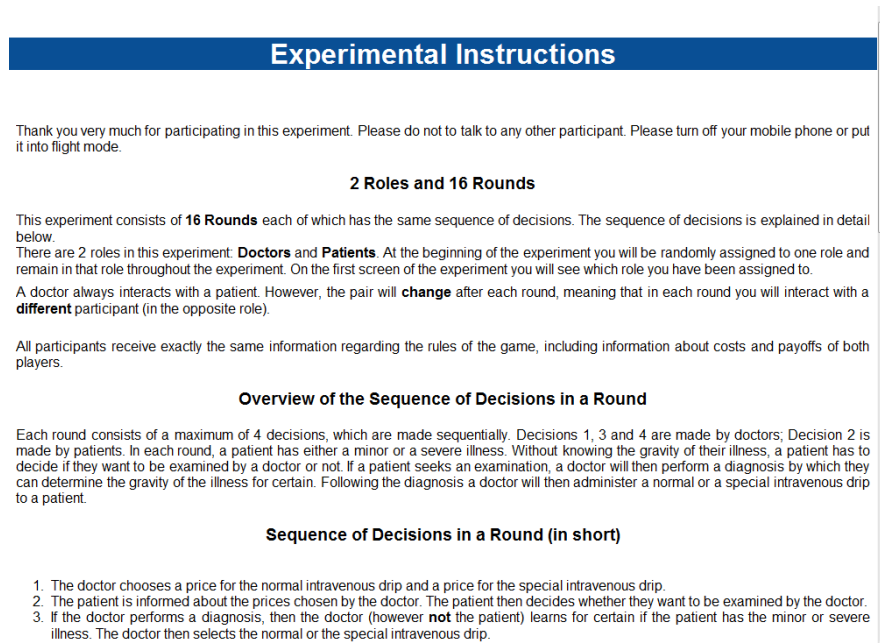 Experimental Instructions
Thank you very much for participating in this experiment. Please do not to talk to any other participant. Please turn off your mobile phone or put
it into flight mode.
2 Roles and 16 Rounds
This experiment consists of 16 Rounds each of which has the same sequence of decisions. The sequence of decisions is explained in detail
below.
There are 2 roles in this experiment: Doctors and Patients. At the beginning of the experiment you will be randomly assigned to one role and
remain in that role throughout the experiment. On the first screen of the experiment you will see which role you have been assigned to.
A doctor always interacts with a patient. However, the pair will change after each round, meaning that in each round you will interact with a
different participant (in the opposite role).
All participants receive exactly the same information regarding the rules of the game, including information about costs and payoffs of both
players.
Overview of the Sequence of Decisions in a Round
Each round consists of a maximum of 4 decisions, which are made sequentially. Decisions 1, 3 and 4 are made by doctors; Decision 2 is
made by patients. In each round, a patient has either a minor or a severe illness. Without knowing the gravity of their illness, a patient has to
decide if they want to be examined by a doctor or not. If a patient seeks an examination, a doctor will then perform a diagnosis by which they
can determine the gravity of the illness for certain. Following the diagnosis a doctor will then administer a normal or a special intravenous drip
to a patient.
Sequence of Decisions in a Round (in short)
1. The doctor chooses a price for the normal intravenous drip and a price for the special intravenous drip.
2. The patient is informed about the prices chosen by the doctor. The patient then decides whether they want to be examined by the doctor.
3. If the doctor performs a diagnosis, then the doctor (however not the patient) learns for certain if the patient has the minor or severe
illness. The doctor then selects the normal or the special intravenous drip.